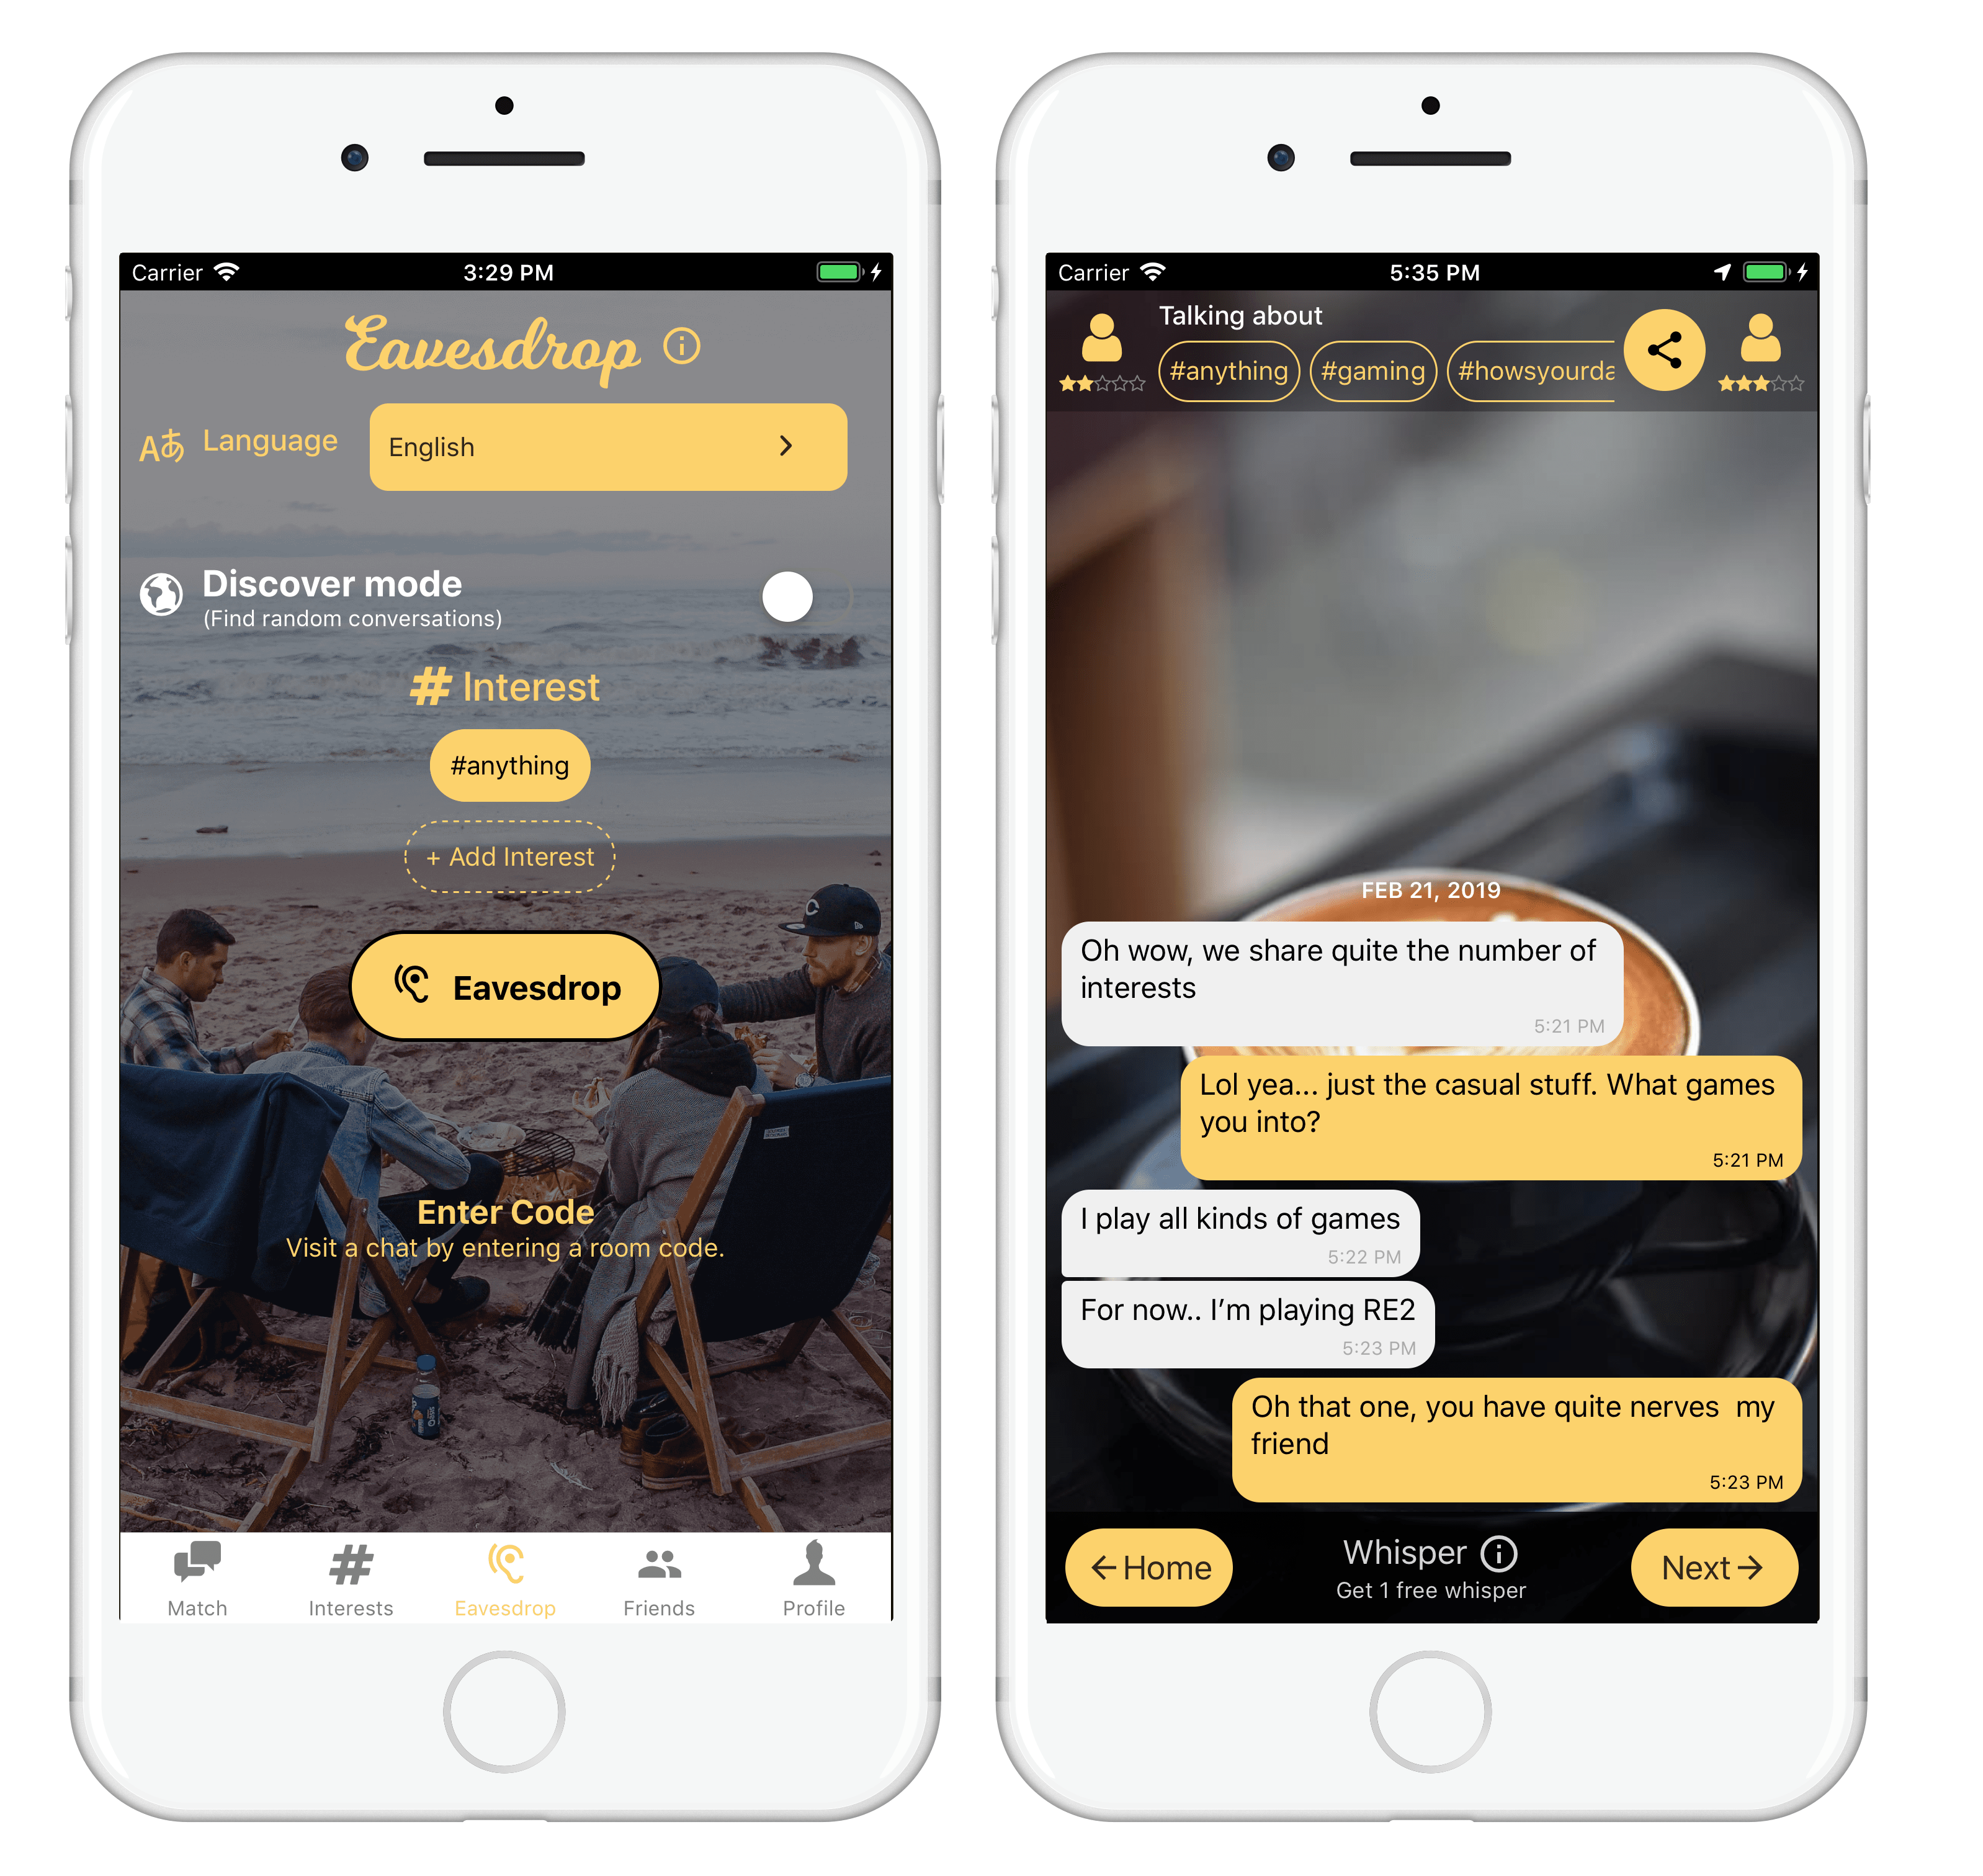 Carrier 3:29 PM
Eavesdrop
Aあ Language English
Discover mode
(Find random conversations)
# Interest
#anything
+ Add Interest
C
Eavesdrop
Enter Code
Visit a chat by entering a room code.
Match Interests Eavesdrop Friends Profile
Carrier 5:35 PM
Talking about
#anything #gaming #howsyourda
FEB 21, 2019
Oh wow, we share quite the number of
interests
5:21 PM
Lol yea... just the casual stuff. What games
you into?
5:21 PM
I play all kinds of games
5:22 PM
For now.. I’m playing RE2
5:23 PM
Oh that one, you have quite nerves  my
friend
5:23 PM
←Home Whisper Next→
Get 1 free whisper